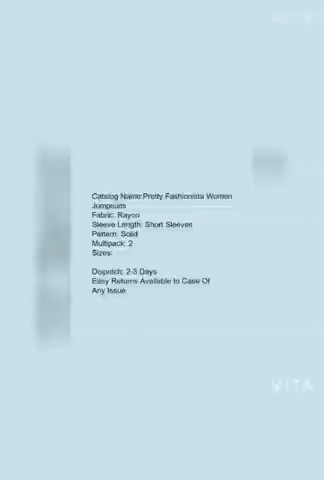 Catalog Name:Pretty Fashionista Women
Jumpsuits
Fabric: Rayon
Sleeve Length: Short Sleeves
Pattern: Solid
Multipack: 2
Sizes:
Dispatch: 2-3 Days
Easy Returns Available In Case Of
Any Issue
VITA